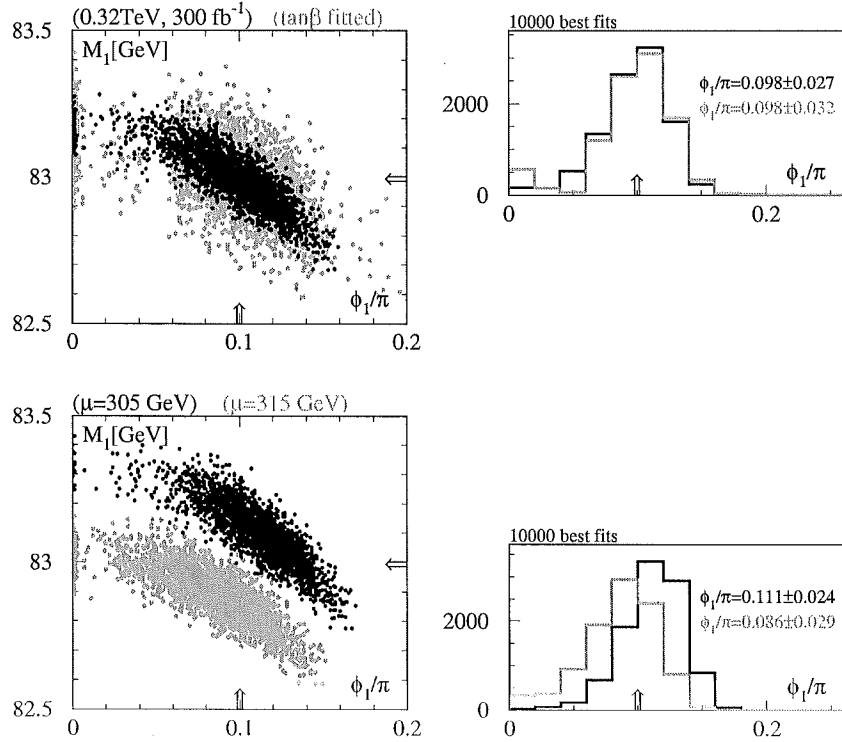 (0.32TeV, 300 fb⁻¹) (tanβ fitted)
83.5
M₁[GeV]
83
82.5
ϕ₁/π
0 0.1 0.2
10000 best fits
ϕ₁/π=0.098±0.027
ϕ₁/π=0.098±0.032
2000
ϕ₁/π
0
0 0.2
(μ=305 GeV) (μ=315 GeV)
83.5
M₁[GeV]
83
82.5
ϕ₁/π
0 0.1 0.2
10000 best fits
ϕ₁/π=0.111±0.024
ϕ₁/π=0.086±0.029
2000
ϕ₁/π
0
0 0.2